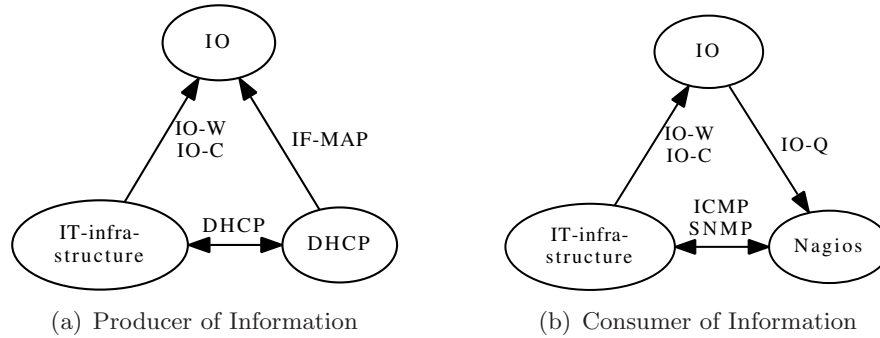 IO
IO-W
IO-C
IF-MAP
IT-infra-
structure
DHCP
DHCP
(a) Producer of Information
IO
IO-W
IO-C
IO-Q
IT-infra-
structure
ICMP
SNMP
Nagios
(b) Consumer of Information